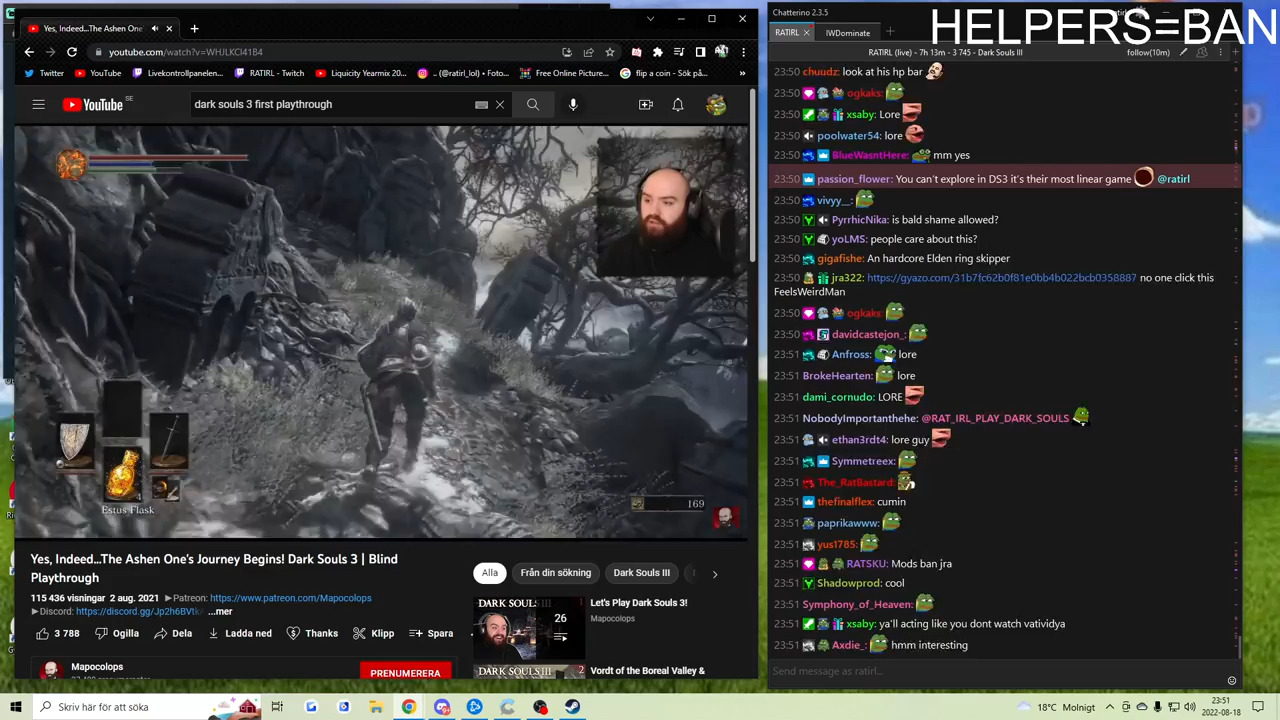 HELPERS=BAN
Yes, Indeed...The Ashen One'
youtube.com/watch?v=WHJLKCI41B4
Twitter
YouTube
Livekontrollpanelen...
RATIRL - Twitch
Liquicity Yearmix 20...
.. (@ratirl_lol) • Foto...
Free Online Picture...
flip a coin - Sök på...
YouTube SE
dark souls 3 first playthrough
169
Estus Flask
Yes, Indeed...The Ashen One's Journey Begins! Dark Souls 3 | Blind
Playthrough
115 436 visningar 2 aug. 2021 ►Patreon: https://www.patreon.com/Mapocolops
►Discord: https://discord.gg/Jp2h6BVtk ...mer
3 788 Ogilla Dela Ladda ned Thanks Klipp Spara
Mapocolops
PRENUMERERA
Alla
Från din sökning
Dark Souls III
DARK SOULS III
26
Let's Play Dark Souls 3!
Mapocolops
Vordt of the Boreal Valley &
Chatterino 2.3.5
RATIRL
IWDominate
RATIRL (live) - 7h 13m - 3 745 - Dark Souls III
follow(10m)
23:50 chuudz: look at his hp bar
23:50 ogkaks:
23:50 xsaby: Lore
23:50 poolwater54: lore
23:50 BlueWasntHere: mm yes
23:50 passion_flower: You can't explore in DS3 it's their most linear game @ratirl
23:50 vivyy__:
23:50 PyrrhicNika: is bald shame allowed?
23:50 yoLMS: people care about this?
23:50 gigafishe: An hardcore Elden ring skipper
23:50 jra322: https://gyazo.com/31b7fc62b0f81e0bb4b022bcb0358887 no one click this
FeelsWeirdMan
23:50 ogkaks:
23:50 davidcastejon_:
23:51 Anfross: lore
23:51 BrokeHearten: lore
23:51 dami_cornudo: LORE
23:51 NobodyImportanthehe: @RAT_IRL_PLAY_DARK_SOULS
23:51 ethan3rdt4: lore guy
23:51 Symmetreex:
23:51 The_RatBastard:
23:51 thefinalflex: cumin
23:51 paprikawww:
23:51 yus1785:
23:51 RATSKU: Mods ban jra
23:51 Shadowprod: cool
23:51 Symphony_of_Heaven:
23:51 xsaby: ya'll acting like you dont watch vatividya
23:51 Axdie_: hmm interesting
Send message as ratirl...
Skriv här för att söka
18°C Molnigt
23:51
2022-08-18